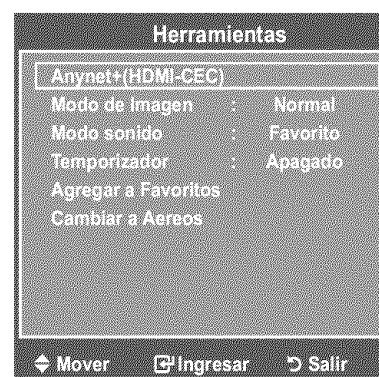 Herramientas
Anynet+(HDMI-CEC)
Modo de Imagen : Normal
Modo sonido : Favorito
Temporizador : Apagado
Agregar a Favoritos
Cambiar a Aereos
Mover Ingresar Salir